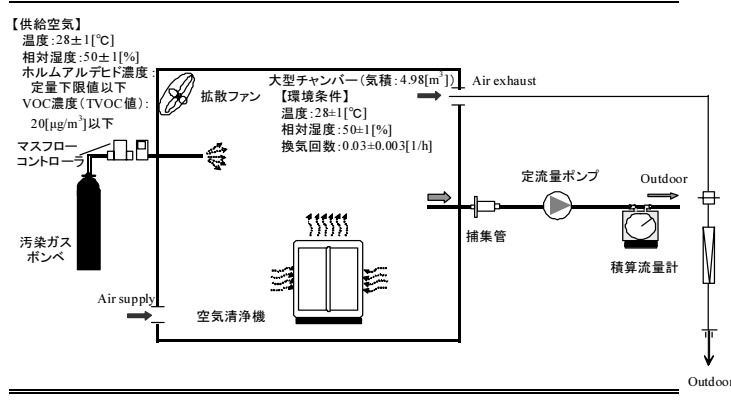 【供給空気】
温度:28±1[℃]
相対湿度:50±1[%]
ホルムアルデヒド濃度:
定量下限値以下
VOC濃度(TVOC値):
20[μg/m³]以下
マスフロー
コントローラ
汚染ガス
ボンベ
Air supply
拡散ファン
大型チャンバー(気積:4.98[m³])
【環境条件】
温度:28±1[℃]
相対湿度:50±1[%]
換気回数:0.03±0.003[1/h]
空気清浄機
Air exhaust
定流量ポンプ
Outdoor
捕集管
積算流量計
Outdoor